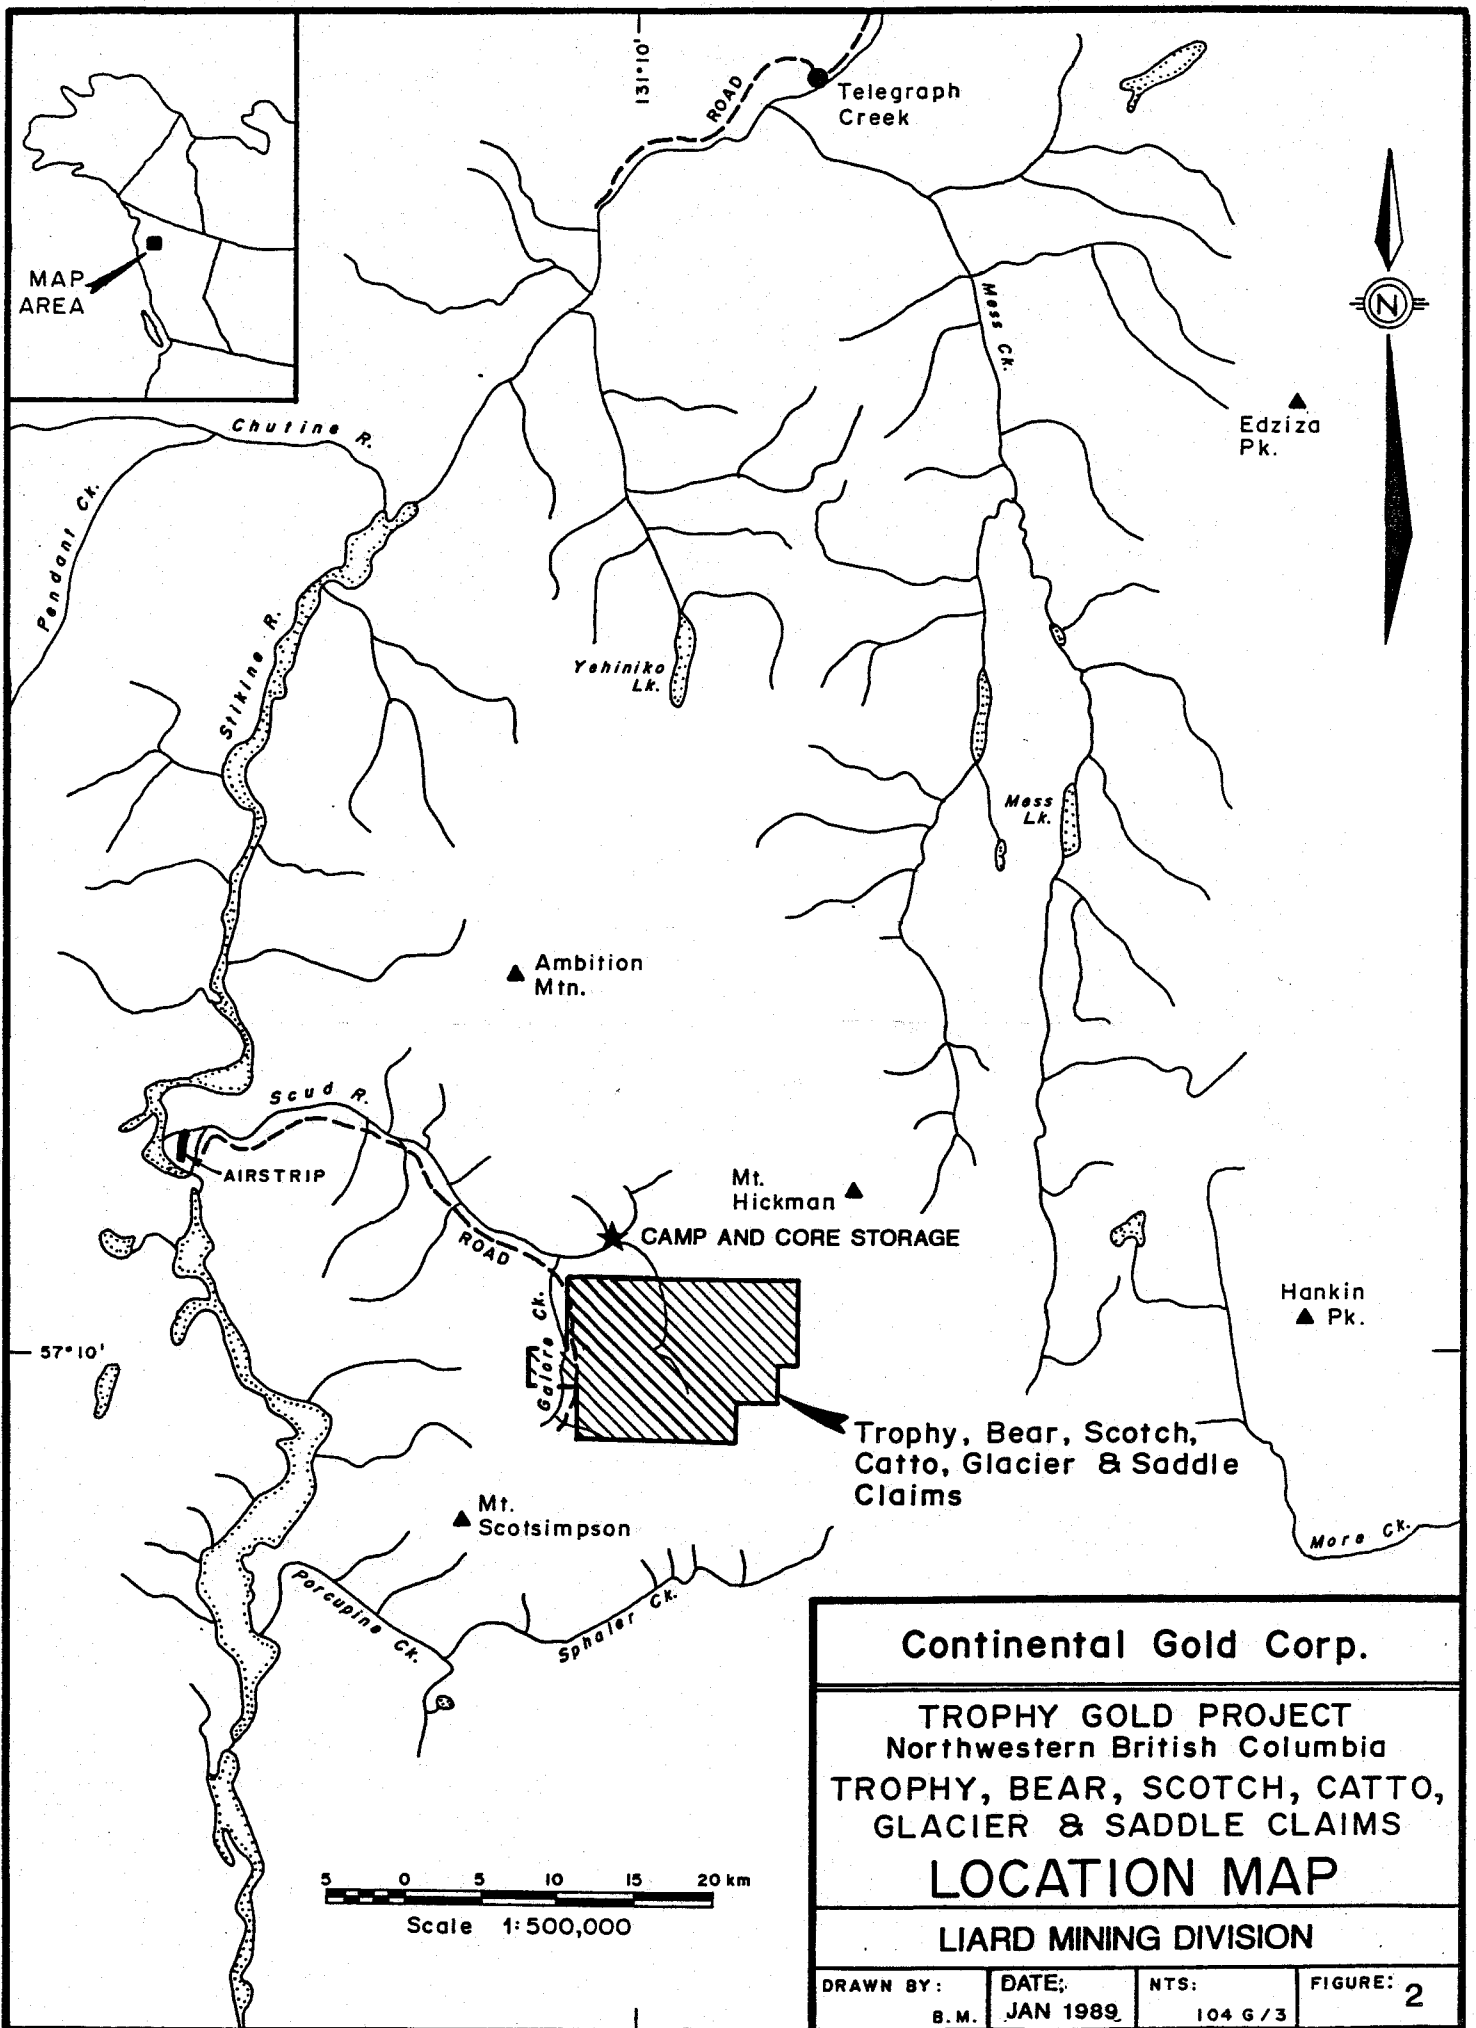 131°10'
ROAD
Telegraph
Creek
MAP
AREA
N
Mess Ck.
Edziza
Pk.
Chutine R.
Pendant Ck.
Stikine R.
Yehiniko
Lk.
Mess
Lk.
Ambition
Mtn.
Scud R.
AIRSTRIP
Mt.
Hickman
ROAD
CAMP AND CORE STORAGE
Galore Ck.
Hankin
Pk.
57°10'
Trophy, Bear, Scotch,
Catto, Glacier & Saddle
Claims
Mt.
Scotsimpson
More Ck.
Porcupine Ck.
Sphaler Ck.
5 0 5 10 15 20 km
Scale 1:500,000
Continental Gold Corp.
TROPHY GOLD PROJECT
Northwestern British Columbia
TROPHY, BEAR, SCOTCH, CATTO,
GLACIER & SADDLE CLAIMS
LOCATION MAP
LIARD MINING DIVISION
DRAWN BY:
B.M.
DATE:
JAN 1989
NTS:
104 G/3
FIGURE: 2